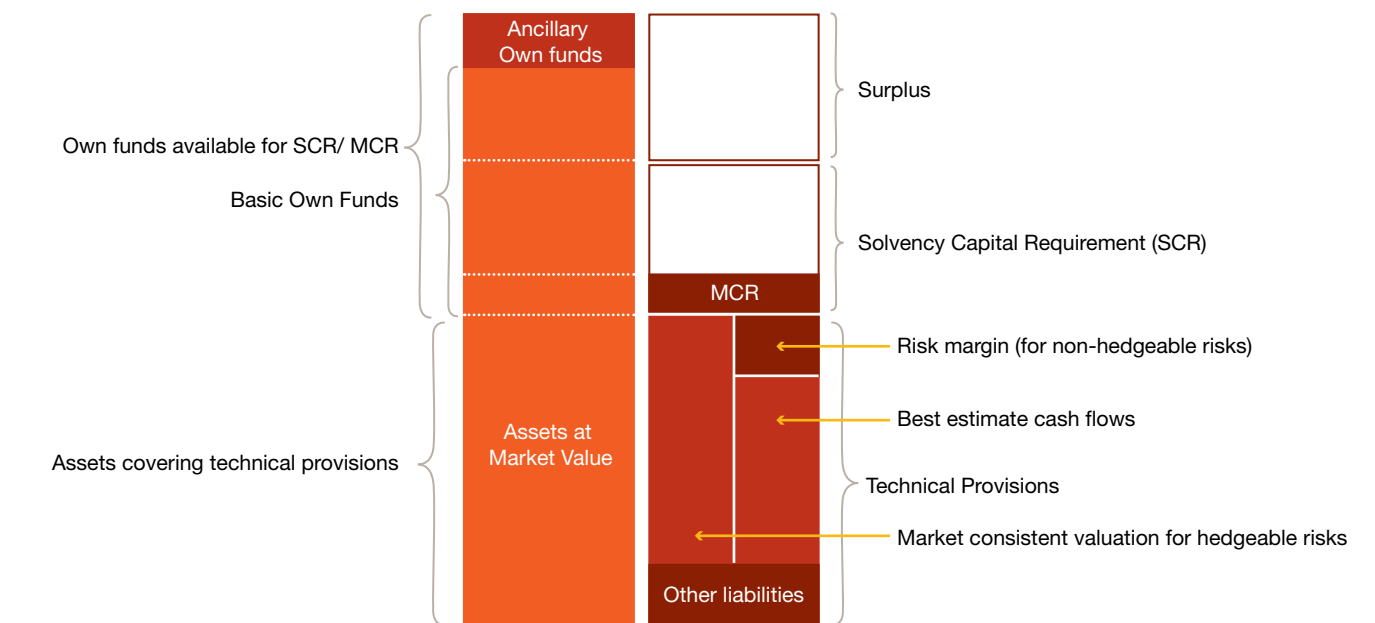 Ancillary
Own funds
Surplus
Own funds available for SCR/ MCR
Basic Own Funds
Solvency Capital Requirement (SCR)
MCR
Risk margin (for non-hedgeable risks)
Best estimate cash flows
Assets at
Market Value
Assets covering technical provisions
Technical Provisions
Market consistent valuation for hedgeable risks
Other liabilities